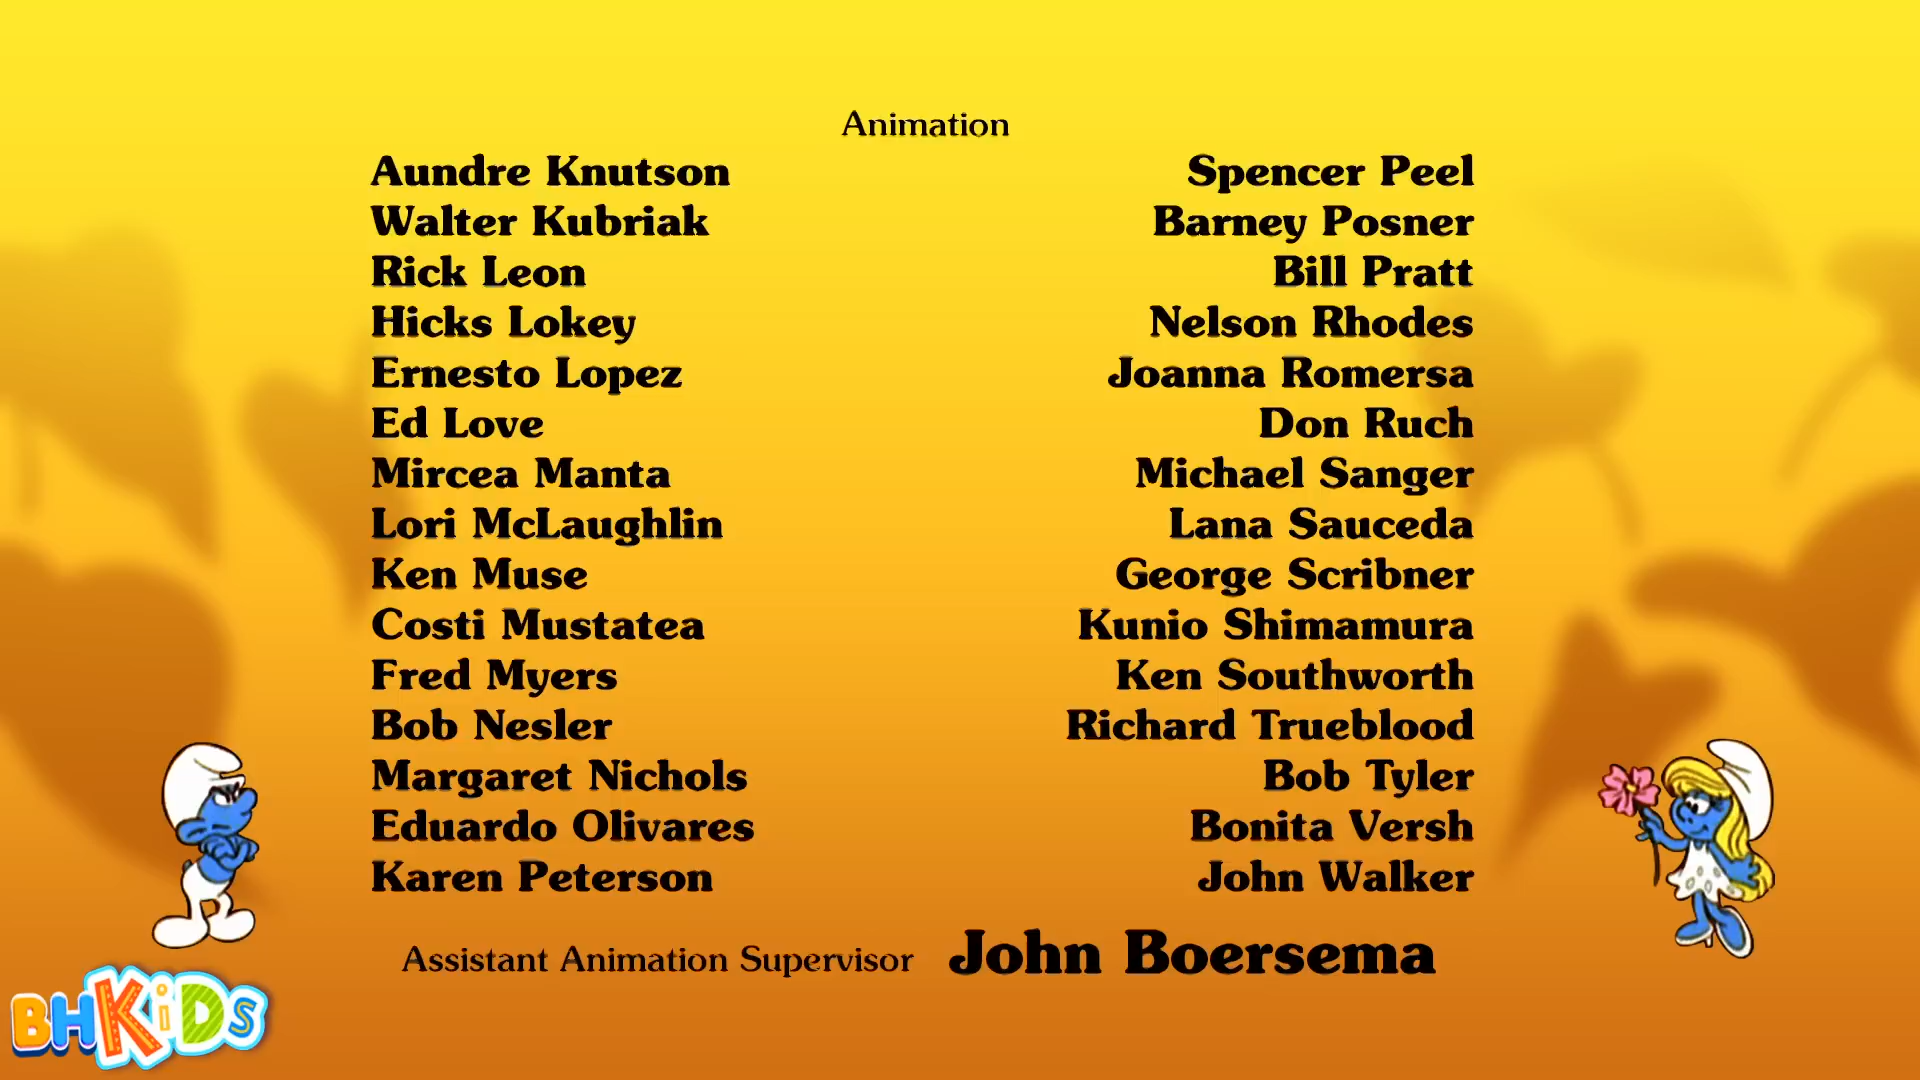 Animation
Aundre Knutson Spencer Peel
Walter Kubriak Barney Posner
Rick Leon Bill Pratt
Hicks Lokey Nelson Rhodes
Ernesto Lopez Joanna Romersa
Ed Love Don Ruch
Mircea Manta Michael Sanger
Lori McLaughlin Lana Sauceda
Ken Muse George Scribner
Costi Mustatea Kunio Shimamura
Fred Myers Ken Southworth
Bob Nesler Richard Trueblood
Margaret Nichols Bob Tyler
Eduardo Olivares Bonita Versh
Karen Peterson John Walker
Assistant Animation Supervisor John Boersema
BHKiDS